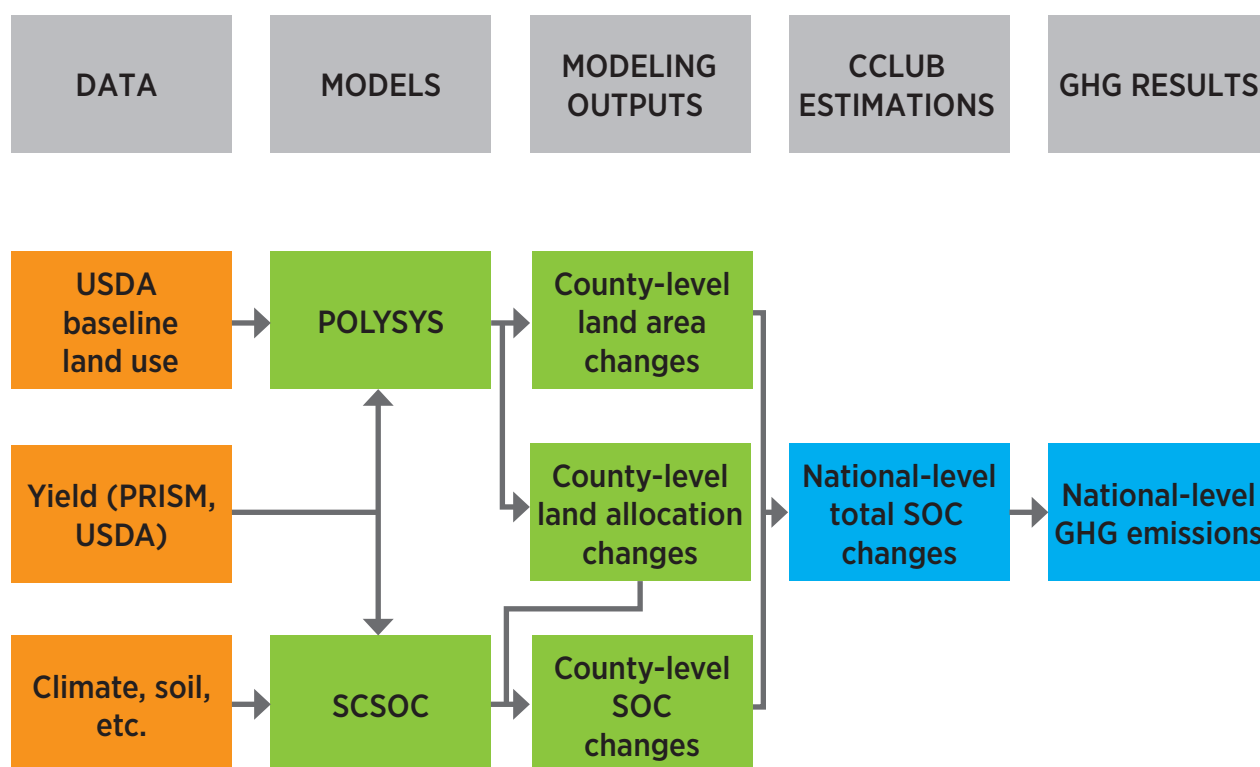 DATA
MODELS
MODELING
OUTPUTS
CCLUB
ESTIMATIONS
GHG RESULTS
USDA
baseline
land use
POLYSYS
County-level
land area
changes
Yield (PRISM,
USDA)
County-level
land allocation
changes
National-level
total SOC
changes
National-level
GHG emissions
Climate, soil,
etc.
SCSOC
County-level
SOC
changes